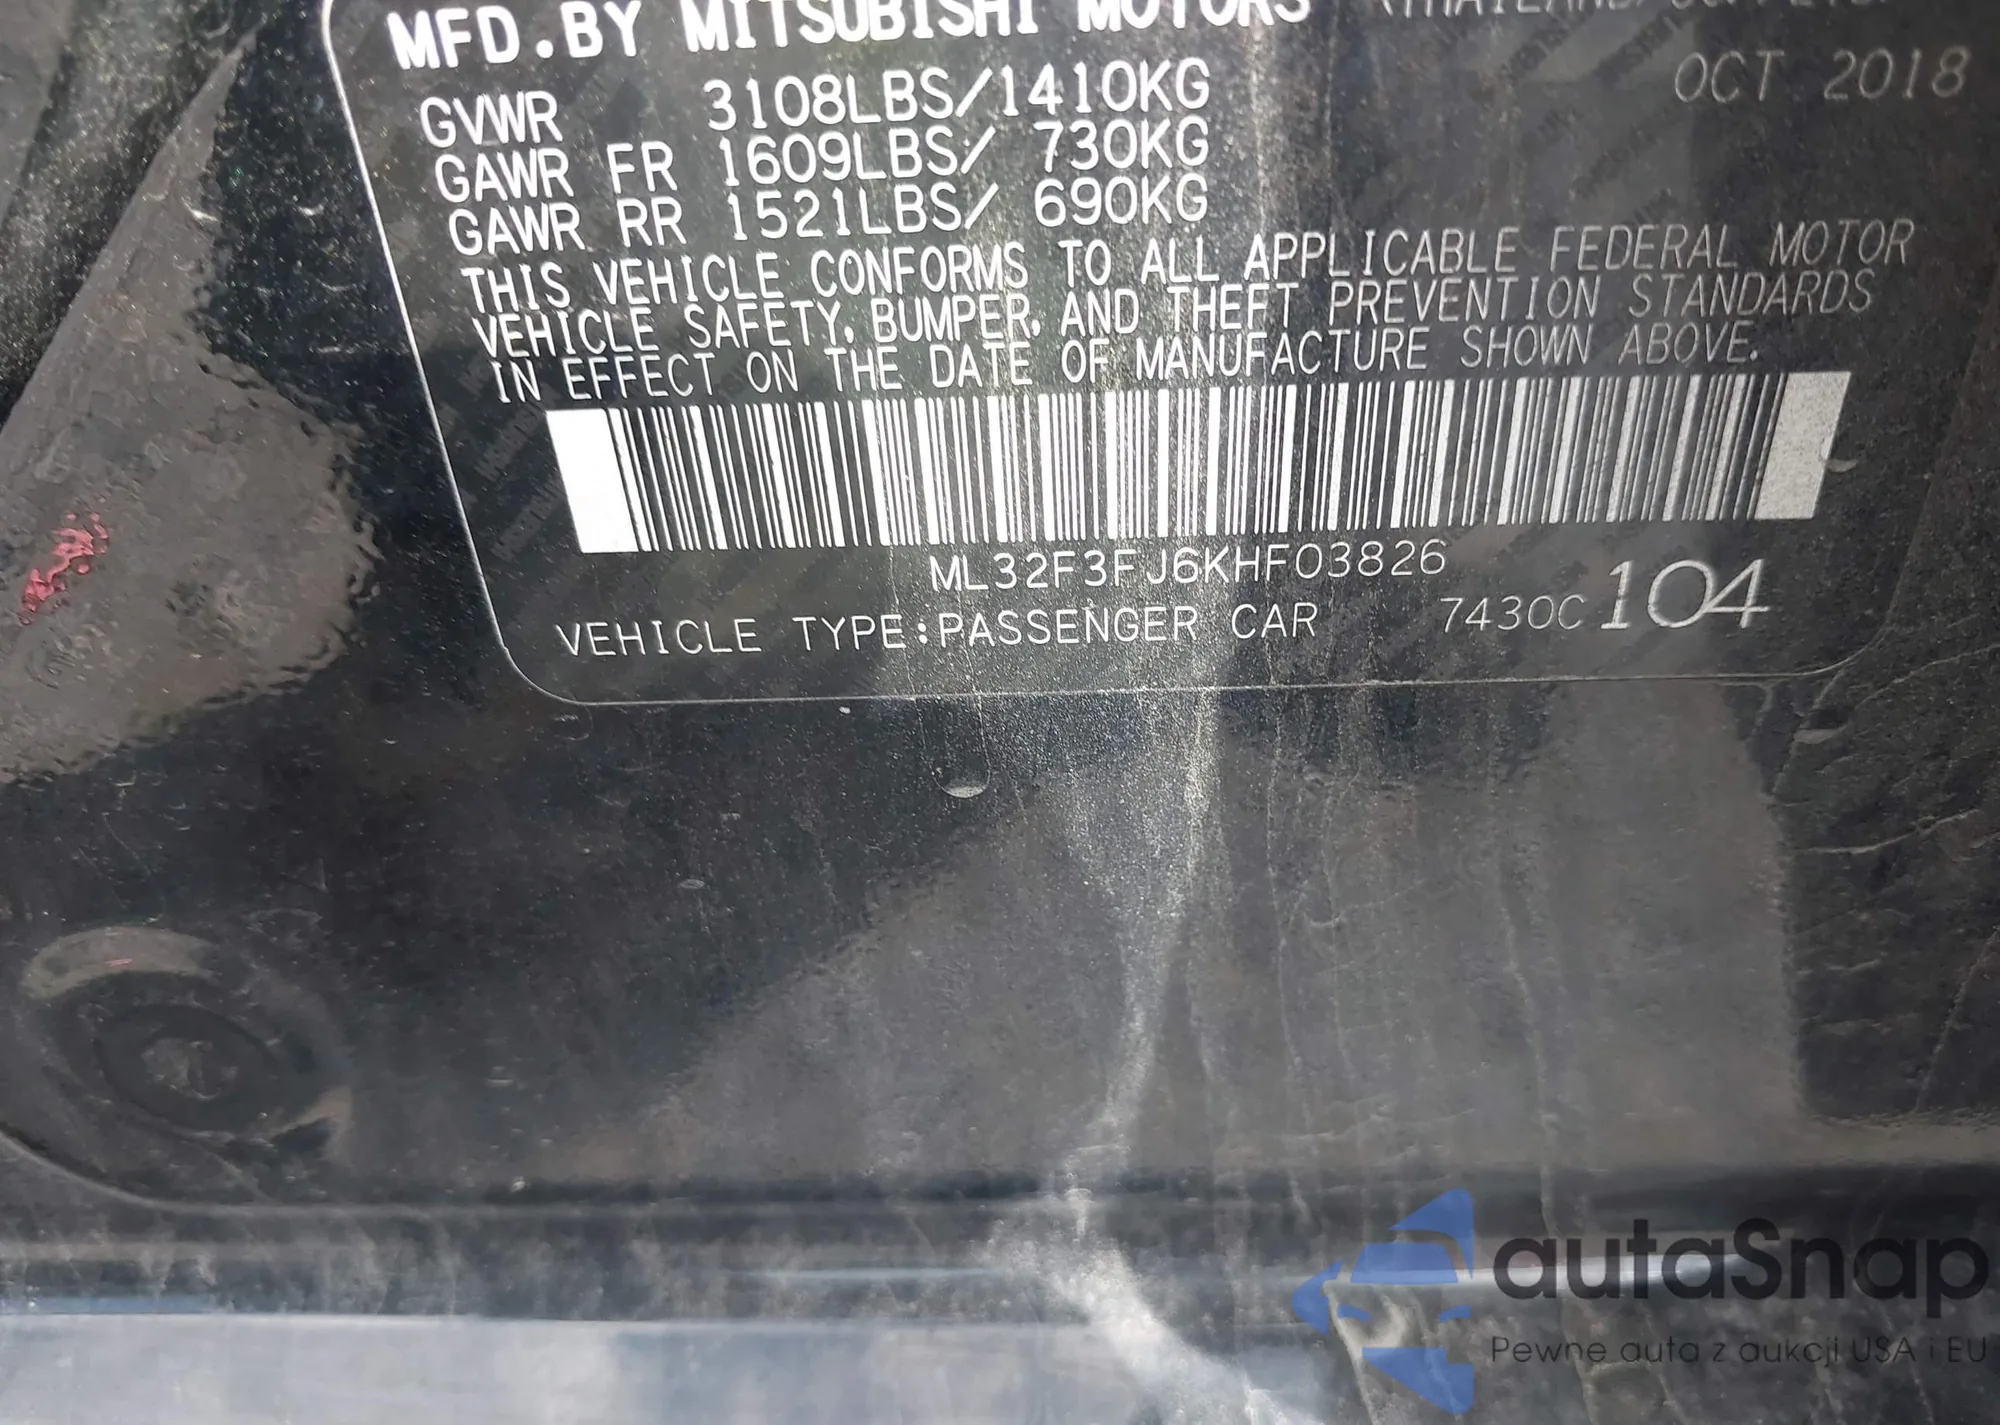 MFD.BY MITSUBISHI MOTORS (THAILAND)
OCT 2018
GVWR 3108LBS/1410KG
GAWR FR 1609LBS/ 730KG
GAWR RR 1521LBS/ 690KG
THIS VEHICLE CONFORMS TO ALL APPLICABLE FEDERAL MOTOR
VEHICLE SAFETY, BUMPER, AND THEFT PREVENTION STANDARDS
IN EFFECT ON THE DATE OF MANUFACTURE SHOWN ABOVE.
ML32F3FJ6KHF03826
VEHICLE TYPE:PASSENGER CAR 7430C 104
autaSnap
Pewne auta z aukcji USA i EU